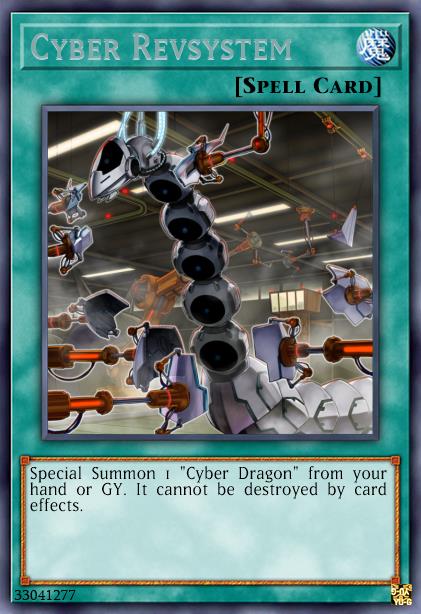 Cyber Revsystem
魔
[Spell Card]
Special Summon 1 "Cyber Dragon" from your
hand or GY. It cannot be destroyed by card
effects.
33041277